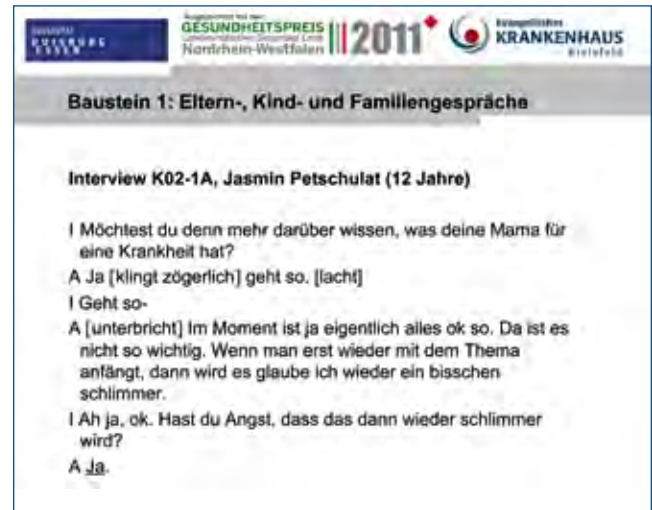 UNIVERSITÄT
DUISBURG
ESSEN
Ausgezeichnet mit dem
GESUNDHEITSPREIS
Nordrhein-Westfalen
2011
Evangelisches
KRANKENHAUS
Bielefeld
Baustein 1: Eltern-, Kind- und Familiengespräche
Interview K02-1A, Jasmin Petschulat (12 Jahre)
I Möchtest du denn mehr darüber wissen, was deine Mama für
eine Krankheit hat?
A Ja [klingt zögerlich] geht so. [lacht]
I Geht so-
A [unterbricht] Im Moment ist ja eigentlich alles ok so. Da ist es
nicht so wichtig. Wenn man erst wieder mit dem Thema
anfängt, dann wird es glaube ich wieder ein bisschen
schlimmer.
I Ah ja, ok. Hast du Angst, dass das dann wieder schlimmer
wird?
A Ja.